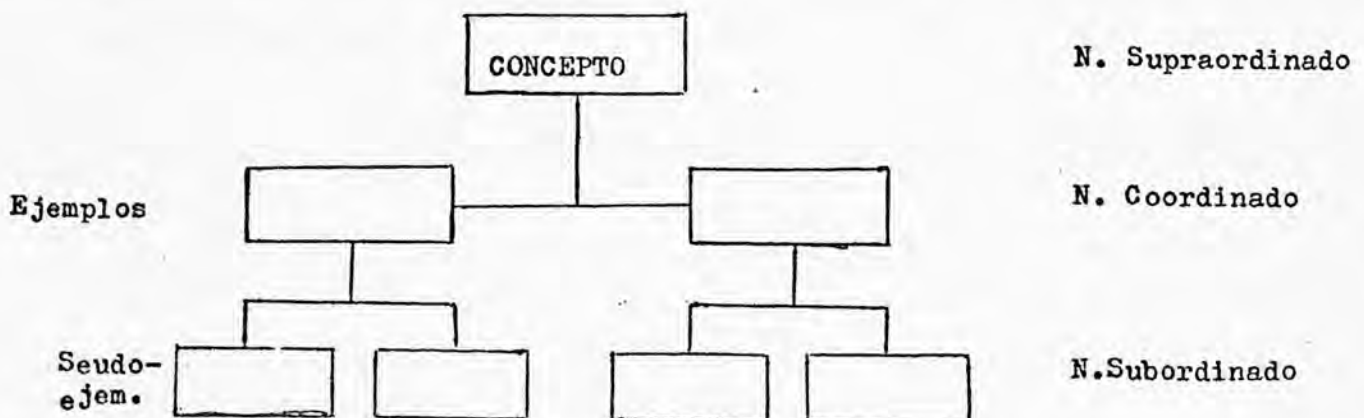 CONCEPTO
N. Supraordinado
Ejemplos
N. Coordinado
Seudo-
ejem.
N.Subordinado